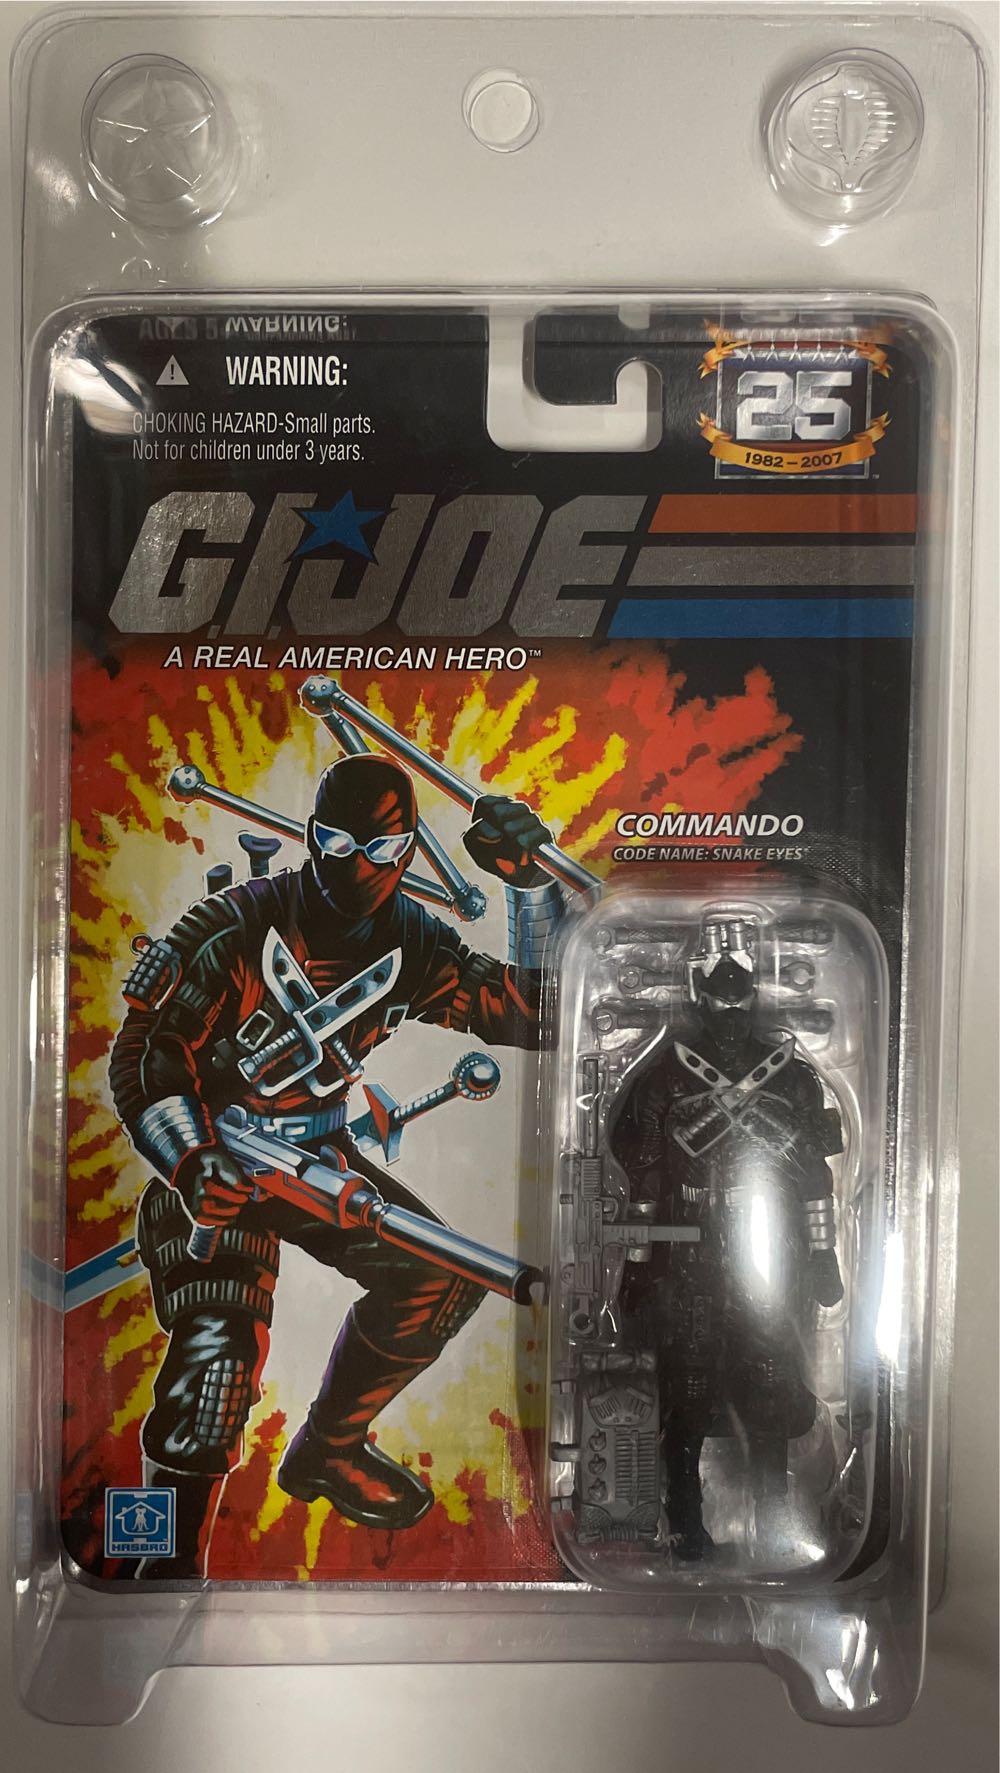 WARNING:
CHOKING HAZARD-Small parts.
Not for children under 3 years.
25
1982-2007
G.I.JOE
A REAL AMERICAN HERO™
COMMANDO
CODE NAME: SNAKE EYES
HASBRO